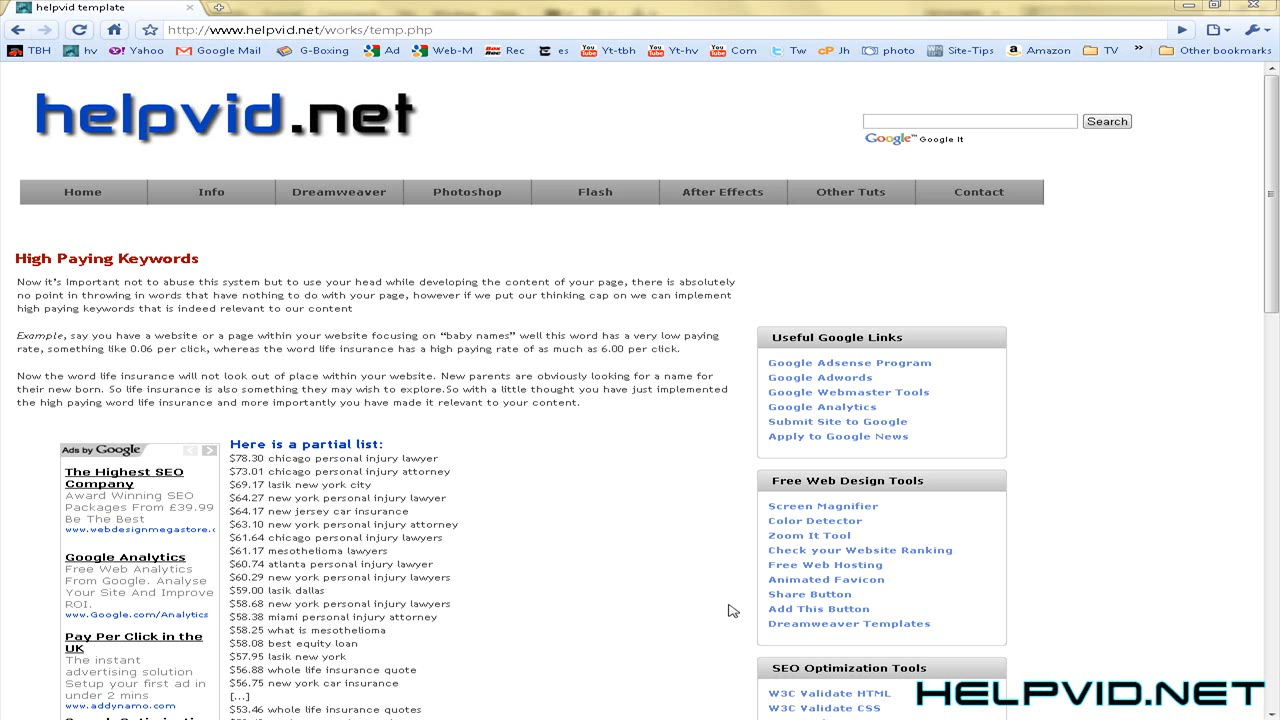 helpvid template
http://www.helpvid.net/works/temp.php
TBH hv Yahoo Google Mail G-Boxing Ad Web-M Rec es Yt-tbh Yt-hv Com Tw Jh photo Site-Tips Amazon TV » Other bookmarks
helpvid.net
Search
Google™ Google It
Home Info Dreamweaver Photoshop Flash After Effects Other Tuts Contact
High Paying Keywords
Now it's Important not to abuse this system but to use your head while developing the content of your page, there is absolutely
no point in throwing in words that have nothing to do with your page, however if we put our thinking cap on we can implement
high paying keywords that is indeed relevant to our content
Example, say you have a website or a page within your website focusing on “baby names” well this word has a very low paying
rate, something like 0.06 per click, whereas the word life insurance has a high paying rate of as much as 6.00 per click.
Now the word life insurance will not look out of place within your website. New parents are obviously looking for a name for
their new born. So life insurance is also something they may wish to explore.So with a little thought you have just implemented
the high paying word life insurance and more importantly you have made it relevant to your content.
Ads by Google
The Highest SEO
Company
Award Winning SEO
Packages From £39.99
Be The Best
www.webdesignmegastore.
Google Analytics
Free Web Analytics
From Google. Analyse
Your Site And Improve
ROI.
www.Google.com/Analytics
Pay Per Click in the
UK
The instant
advertising solution
Setup your first ad in
under 2 mins
www.addynamo.com
Here is a partial list:
$78.30 chicago personal injury lawyer
$73.01 chicago personal injury attorney
$69.17 lasik new york city
$64.27 new york personal injury lawyer
$64.17 new jersey car insurance
$63.10 new york personal injury attorney
$61.64 chicago personal injury lawyers
$61.17 mesothelioma lawyers
$60.74 atlanta personal injury lawyer
$60.29 new york personal injury lawyers
$59.00 lasik dallas
$58.68 new york personal injury lawyers
$58.38 miami personal injury attorney
$58.25 what is mesothelioma
$58.08 best equity loan
$57.95 lasik new york
$56.88 whole life insurance quote
$56.75 new york car insurance
[...]
$53.46 whole life insurance quotes
Useful Google Links
Google Adsense Program
Google Adwords
Google Webmaster Tools
Google Analytics
Submit Site to Google
Apply to Google News
Free Web Design Tools
Screen Magnifier
Color Detector
Zoom It Tool
Check your Website Ranking
Free Web Hosting
Animated Favicon
Share Button
Add This Button
Dreamweaver Templates
SEO Optimization Tools
W3C Validate HTML
W3C Validate CSS
HELPVID.NET